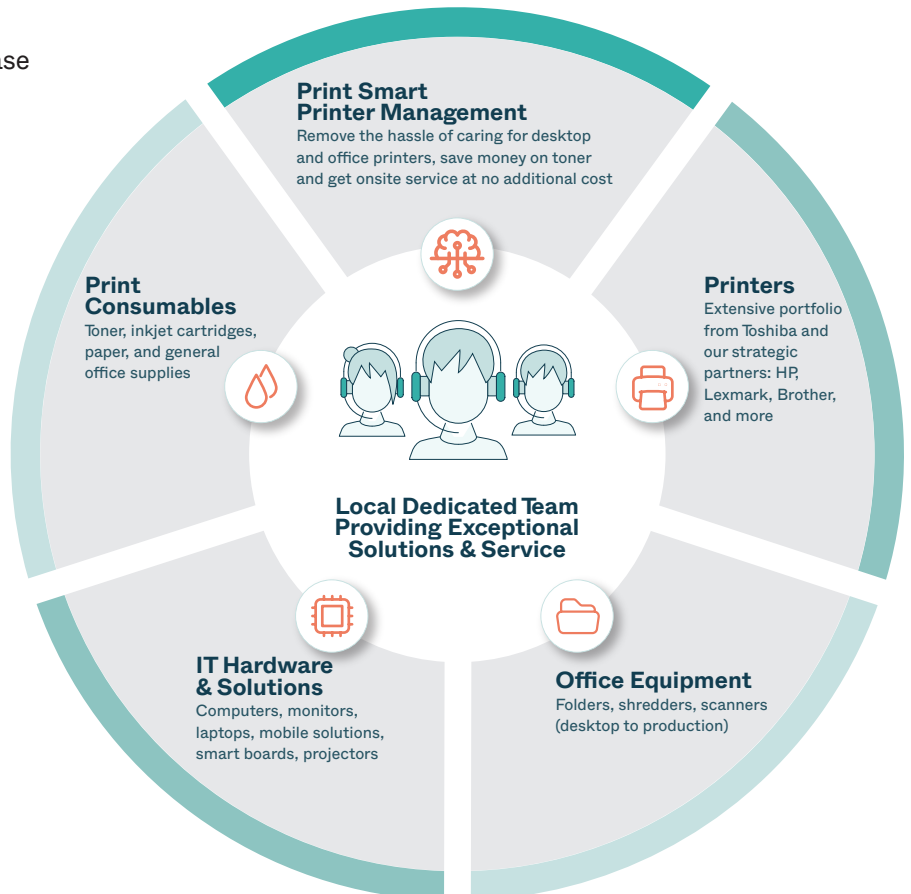 Print Smart
Printer Management
Remove the hassle of caring for desktop
and office printers, save money on toner
and get onsite service at no additional cost
Printers
Extensive portfolio
from Toshiba and
our strategic
partners: HP,
Lexmark, Brother,
and more
Office Equipment
Folders, shredders, scanners
(desktop to production)
IT Hardware
& Solutions
Computers, monitors,
laptops, mobile solutions,
smart boards, projectors
Print
Consumables
Toner, inkjet cartridges,
paper, and general
office supplies
Local Dedicated Team
Providing Exceptional
Solutions & Service